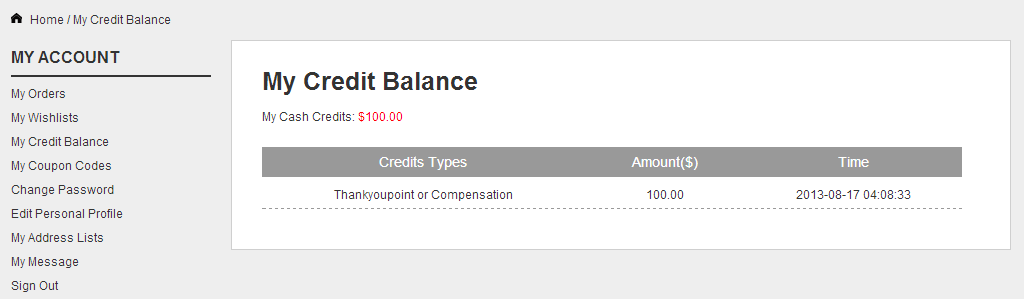 Home / My Credit Balance
MY ACCOUNT
My Orders
My Wishlists
My Credit Balance
My Coupon Codes
Change Password
Edit Personal Profile
My Address Lists
My Message
Sign Out
My Credit Balance
My Cash Credits: $100.00
Credits Types Amount($) Time
Thankyoupoint or Compensation 100.00 2013-08-17 04:08:33